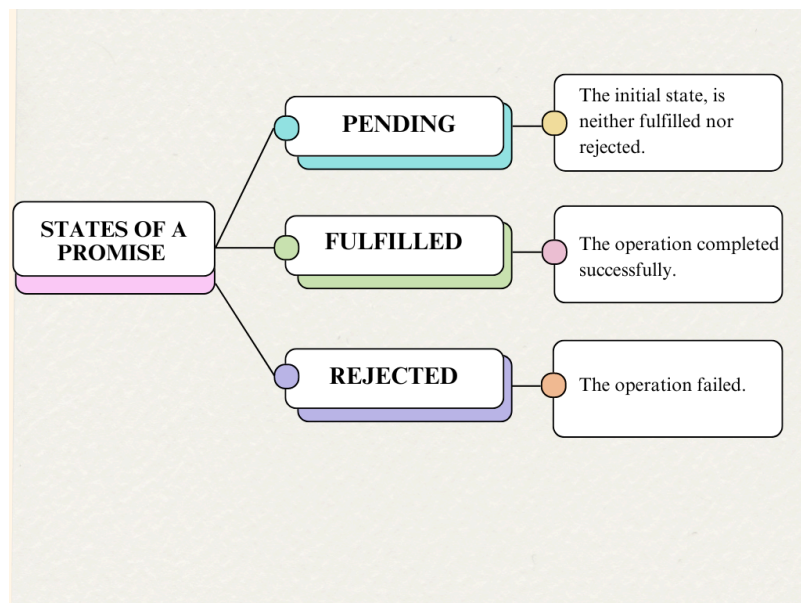 STATES OF A
PROMISE
PENDING
The initial state, is
neither fulfilled nor
rejected.
FULFILLED
The operation completed
successfully.
REJECTED
The operation failed.